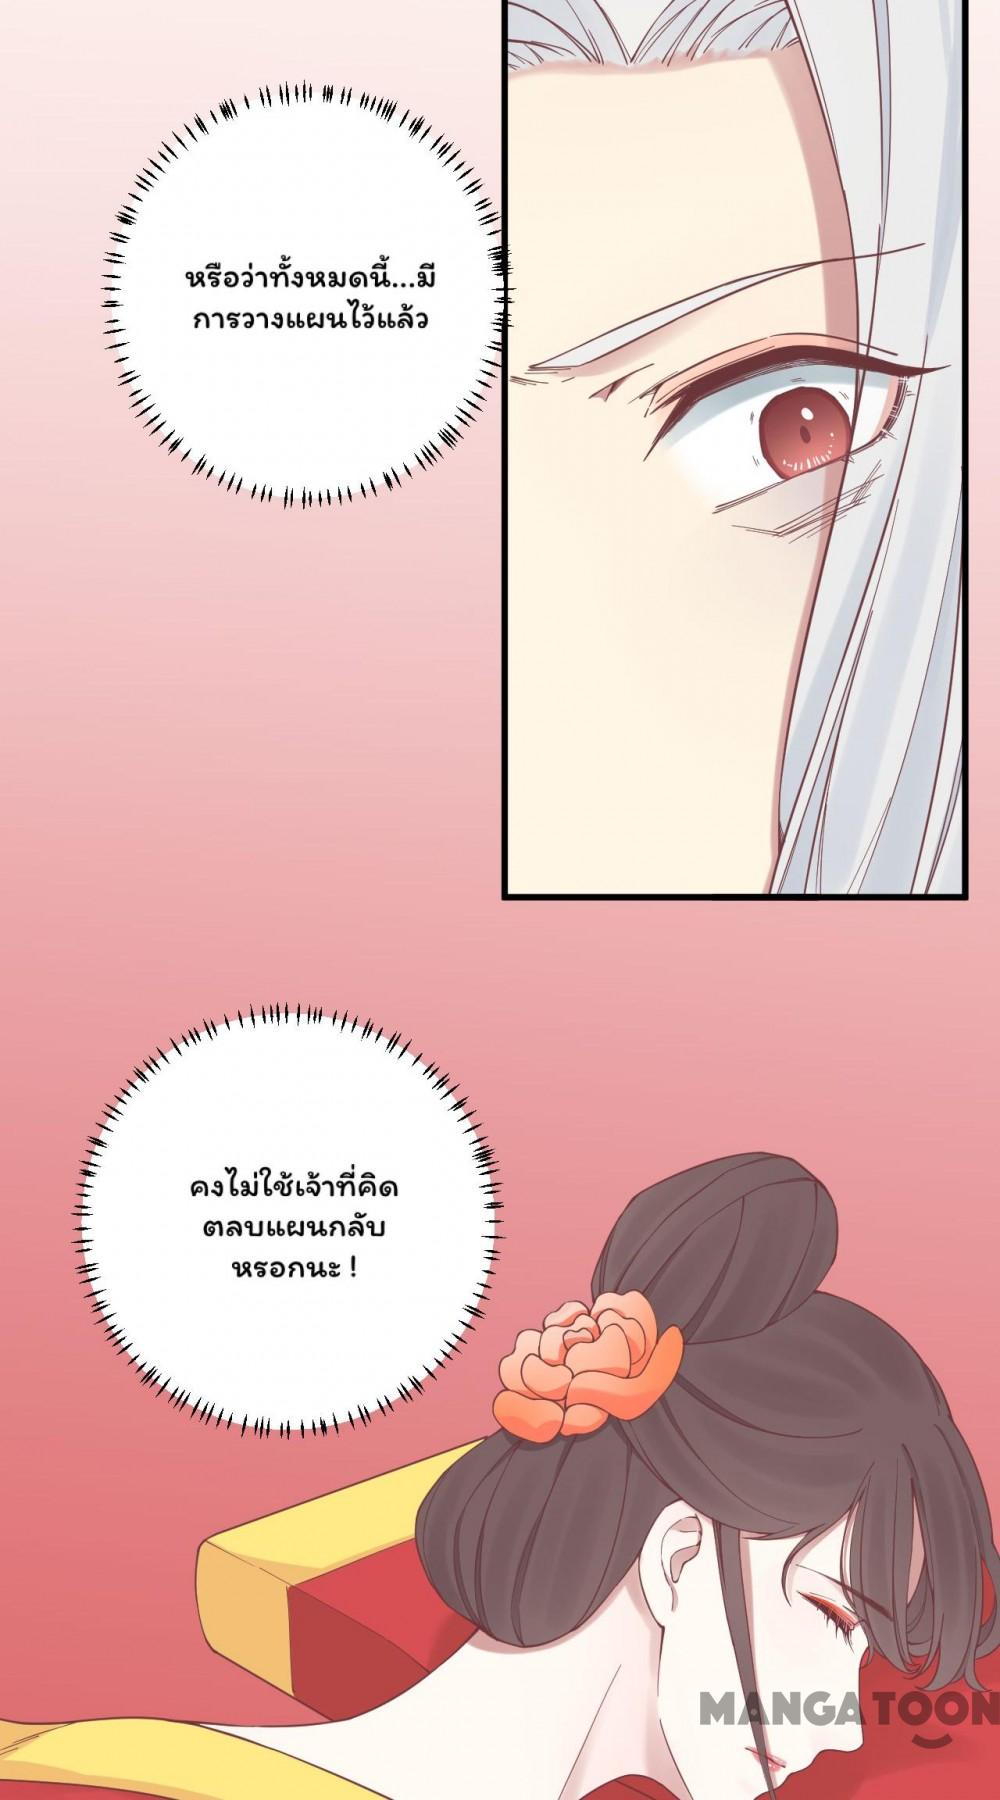 หรือว่าทั้งหมดนี้...มี
การวางแผนไว้แล้ว
คงไม่ใช้เจ้าที่คิด
ตลบแผนกลับ
หรอกนะ !
MANGATOON